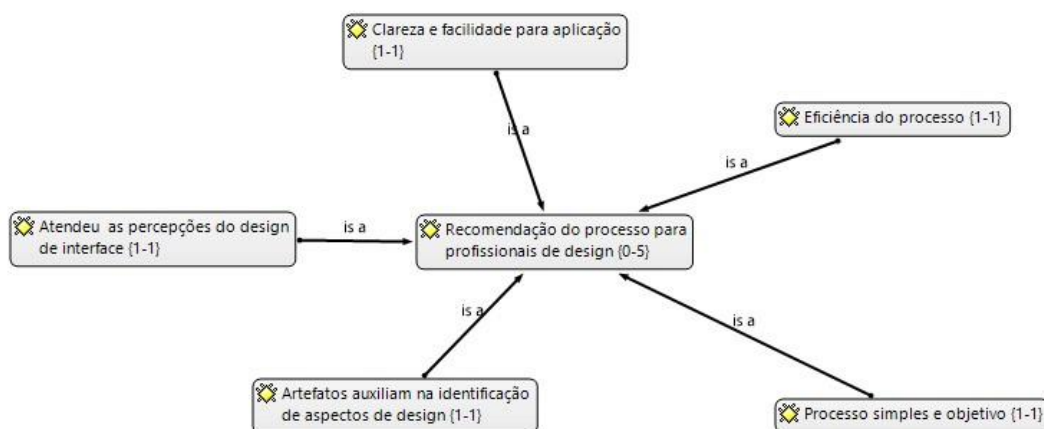 Clareza e facilidade para aplicação
{1-1}
is a
Eficiência do processo {1-1}
is a
Atendeu as percepções do design
de interface {1-1}
is a
Recomendação do processo para
profissionais de design {0-5}
is a
is a
Artefatos auxiliam na identificação
de aspectos de design {1-1}
Processo simples e objetivo {1-1}